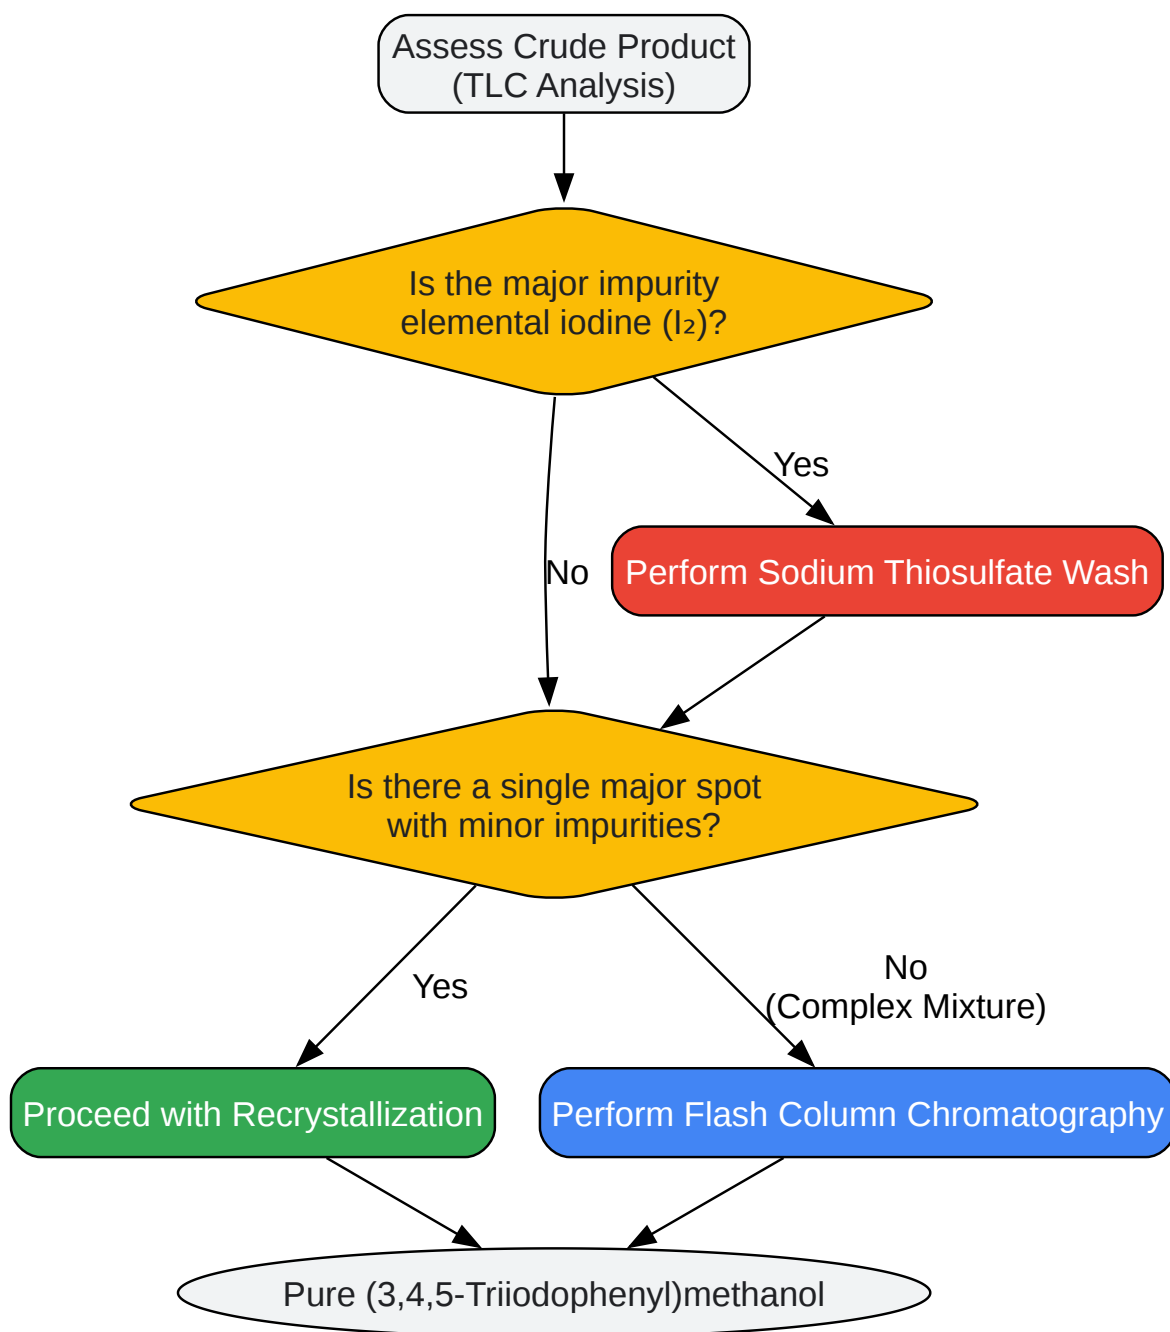 Assess Crude Product
(TLC Analysis)
Is the major impurity
elemental iodine (I₂)?
Yes
No
Perform Sodium Thiosulfate Wash
Is there a single major spot
with minor impurities?
Yes
No
(Complex Mixture)
Proceed with Recrystallization
Perform Flash Column Chromatography
Pure (3,4,5-Triiodophenyl)methanol